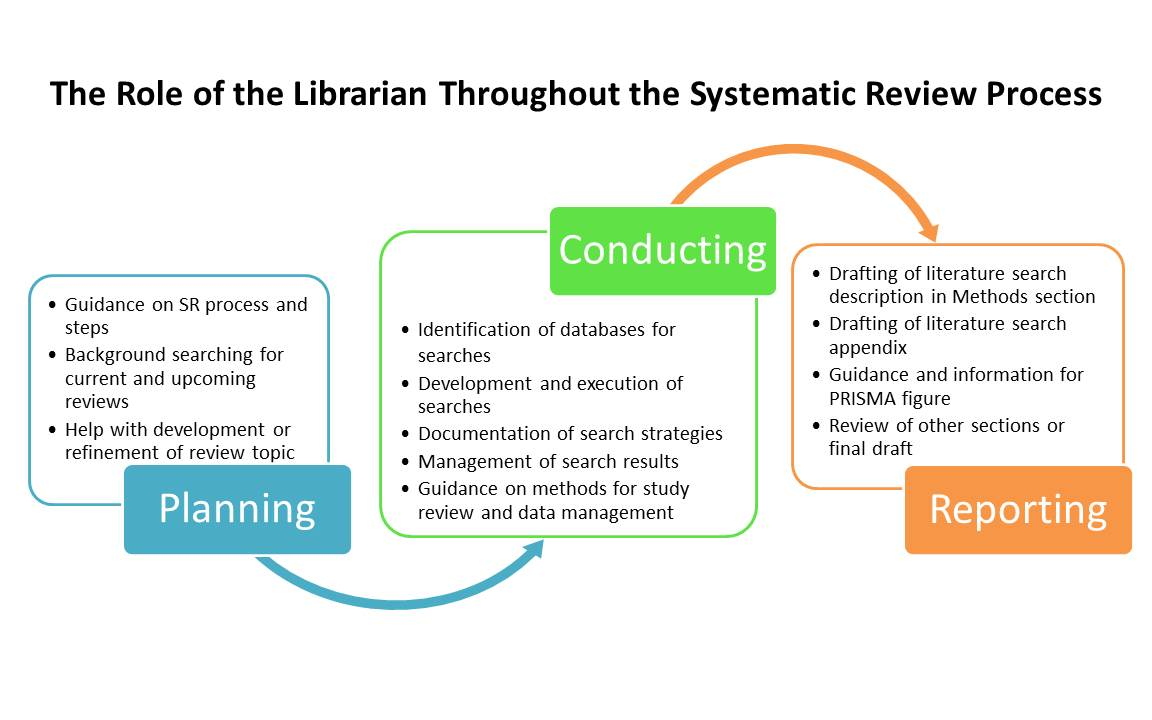 The Role of the Librarian Throughout the Systematic Review Process
• Guidance on SR process and
steps
• Background searching for
current and upcoming
reviews
• Help with development or
refinement of review topic
Planning
Conducting
• Identification of databases for
searches
• Development and execution of
searches
• Documentation of search strategies
• Management of search results
• Guidance on methods for study
review and data management
• Drafting of literature search
description in Methods section
• Drafting of literature search
appendix
• Guidance and information for
PRISMA figure
• Review of other sections or
final draft
Reporting